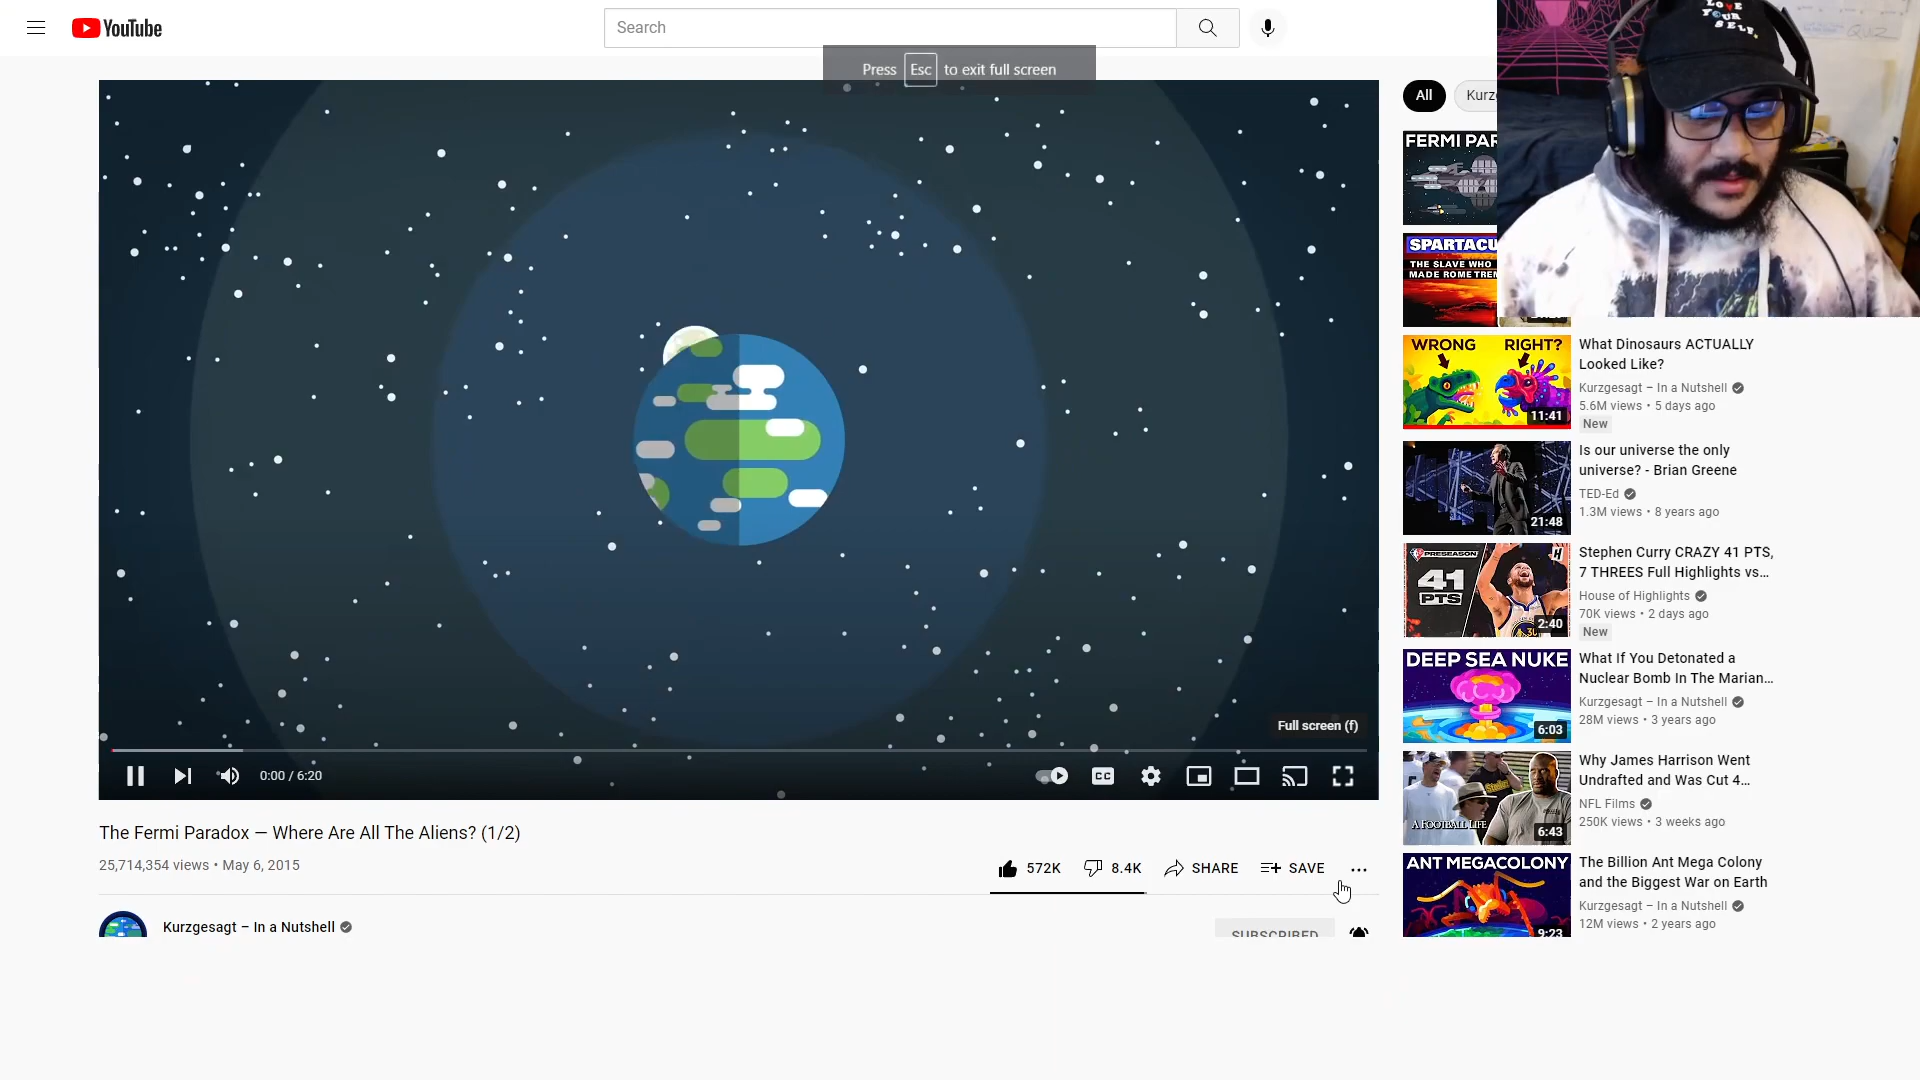 YouTube
Search
Press Esc to exit full screen
LOVE
YOUR
SELF.
QUIZ
All
Kurz
FERMI PAR
SPARTACU
THE SLAVE WHO
MADE ROME TREM
WRONG RIGHT?
11:41
What Dinosaurs ACTUALLY
Looked Like?
Kurzgesagt – In a Nutshell
5.6M views • 5 days ago
New
21:48
Is our universe the only
universe? - Brian Greene
TED-Ed
1.3M views • 8 years ago
PRESEASON
41
PTS
H
30
2:40
Stephen Curry CRAZY 41 PTS,
7 THREES Full Highlights vs...
House of Highlights
70K views • 2 days ago
New
DEEP SEA NUKE
6:03
What If You Detonated a
Nuclear Bomb In The Marian...
Kurzgesagt – In a Nutshell
28M views • 3 years ago
Steelers
A FOOTBALL LIFE
6:43
Why James Harrison Went
Undrafted and Was Cut 4...
NFL Films
250K views • 3 weeks ago
ANT MEGACOLONY
9:23
The Billion Ant Mega Colony
and the Biggest War on Earth
Kurzgesagt – In a Nutshell
12M views • 2 years ago
Full screen (f)
0:00 / 6:20
CC
The Fermi Paradox — Where Are All The Aliens? (1/2)
25,714,354 views • May 6, 2015
572K
8.4K
SHARE
SAVE
Kurzgesagt – In a Nutshell
SUBSCRIBED